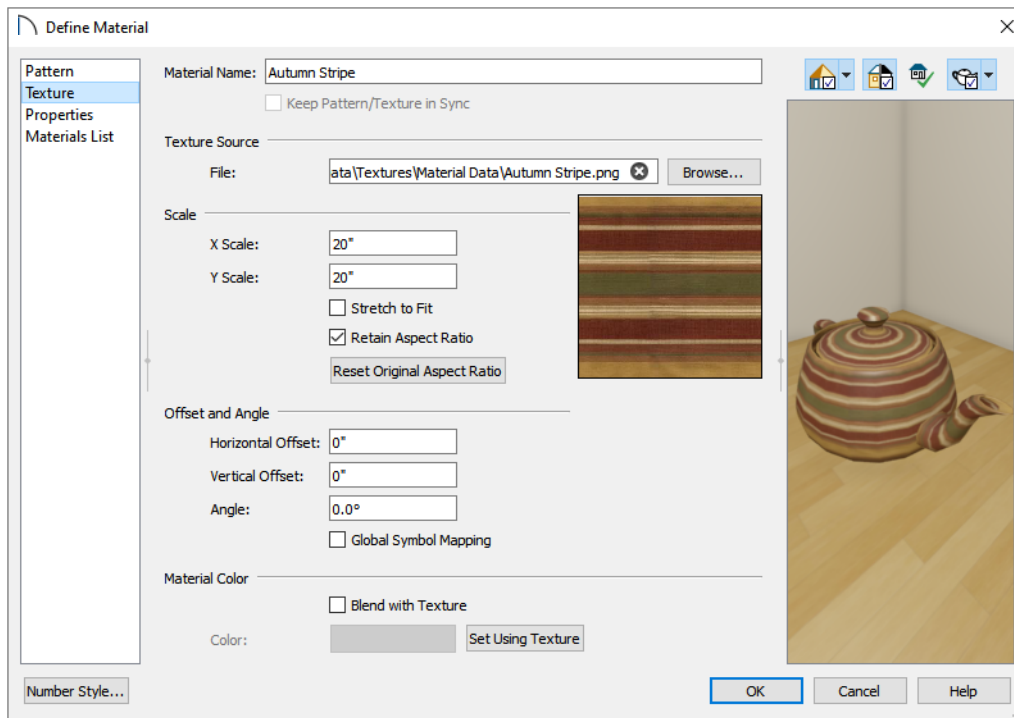 Define Material
Pattern
Texture
Properties
Materials List
Material Name: Autumn Stripe
Keep Pattern/Texture in Sync
Texture Source
File: ata\Textures\Material Data\Autumn Stripe.png Browse...
Scale
X Scale: 20"
Y Scale: 20"
Stretch to Fit
Retain Aspect Ratio
Reset Original Aspect Ratio
Offset and Angle
Horizontal Offset: 0"
Vertical Offset: 0"
Angle: 0.0°
Global Symbol Mapping
Material Color
Blend with Texture
Color: Set Using Texture
Number Style... OK Cancel Help